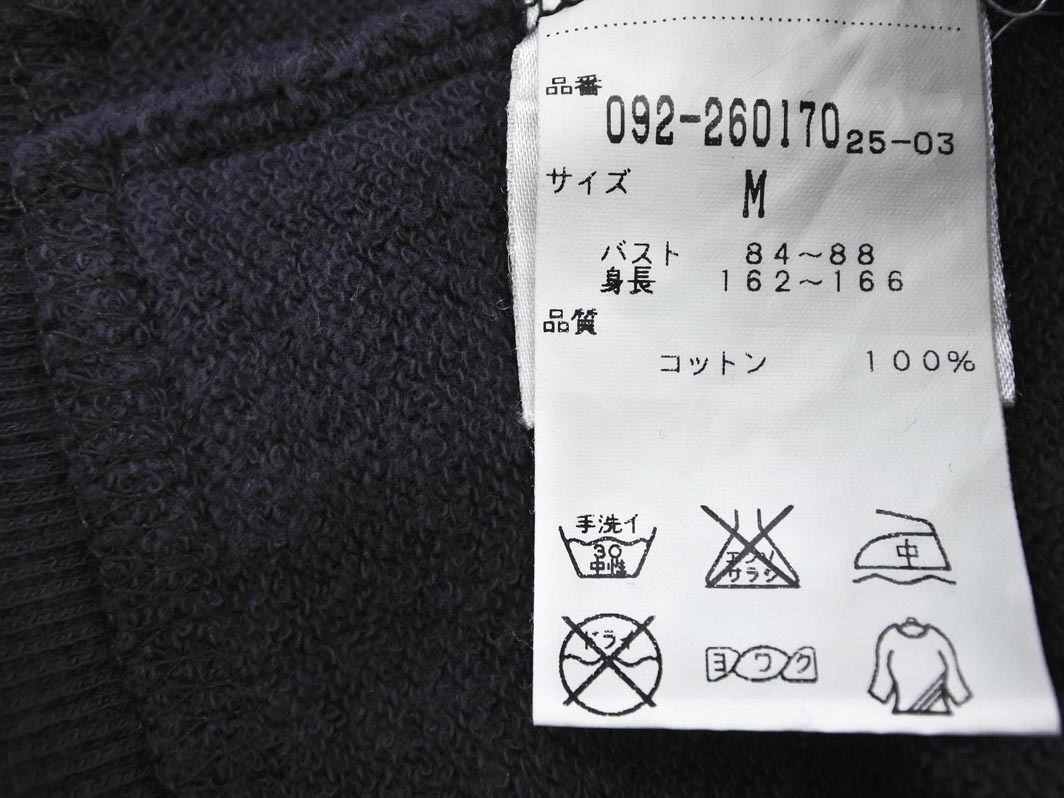 品番
092-260170 25-03
サイズ M
バスト 84～88
身長 162～166
品質
コットン 100%
手洗イ
30
中性
エンソ
サラシ
中
ドライ
ヨワク